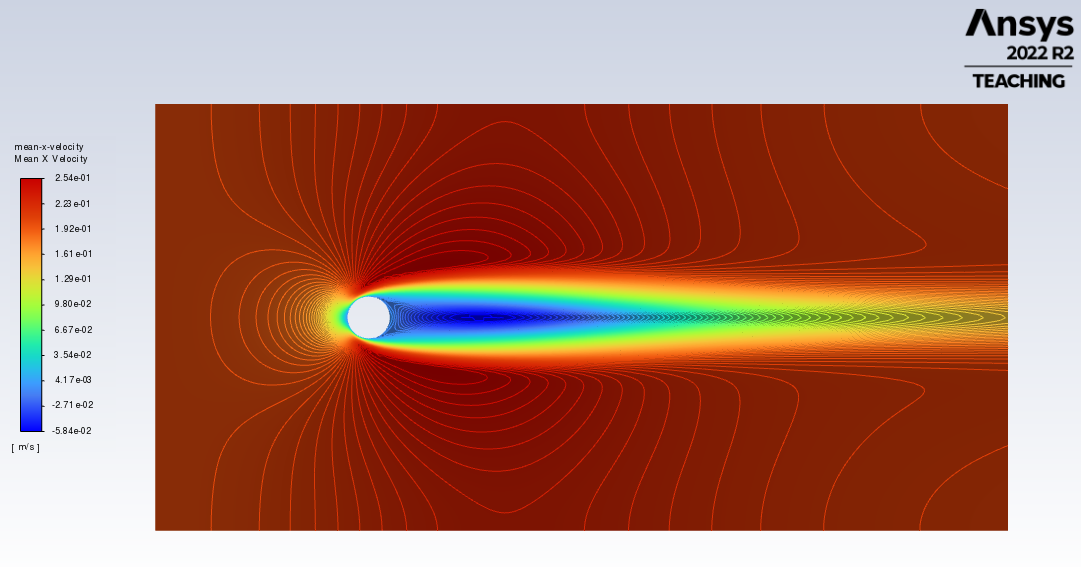 Ansys
2022 R2
TEACHING
mean-x-velocity
Mean X Velocity
2.54e-01
2.23e-01
1.92e-01
1.61e-01
1.29e-01
9.80e-02
6.67e-02
3.54e-02
4.17e-03
-2.71e-02
-5.84e-02
[ m/s ]